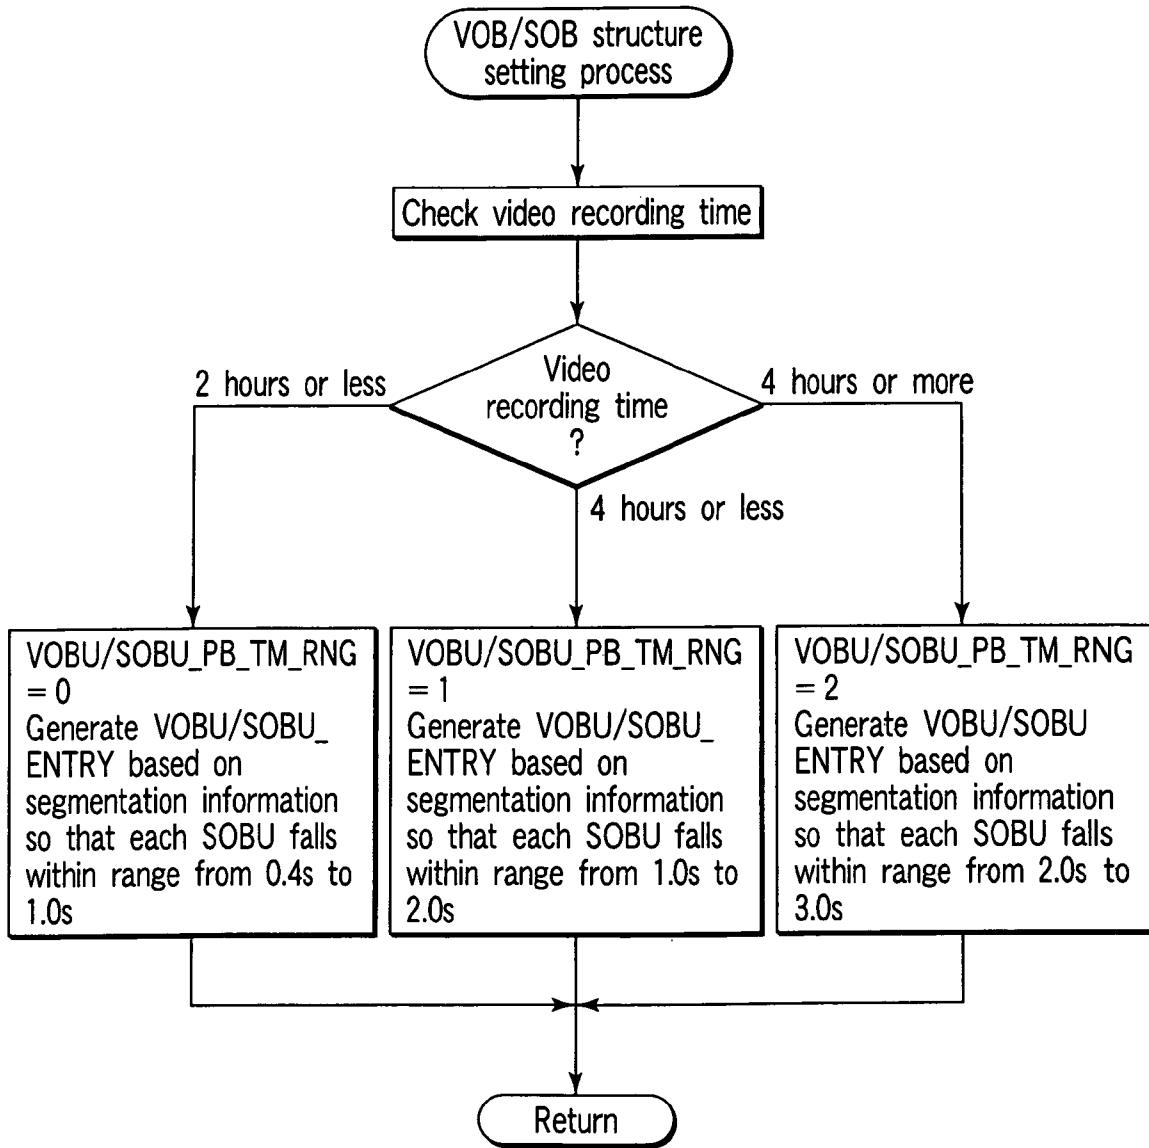 VOB/SOB structure
setting process
Check video recording time
Video
recording time
?
2 hours or less
4 hours or more
4 hours or less
VOBU/SOBU_PB_TM_RNG
= 0
Generate VOBU/SOBU_
ENTRY based on
segmentation information
so that each SOBU falls
within range from 0.4s to
1.0s
VOBU/SOBU_PB_TM_RNG
= 1
Generate VOBU/SOBU_
ENTRY based on
segmentation information
so that each SOBU falls
within range from 1.0s to
2.0s
VOBU/SOBU_PB_TM_RNG
= 2
Generate VOBU/SOBU
ENTRY based on
segmentation information
so that each SOBU falls
within range from 2.0s to
3.0s
Return